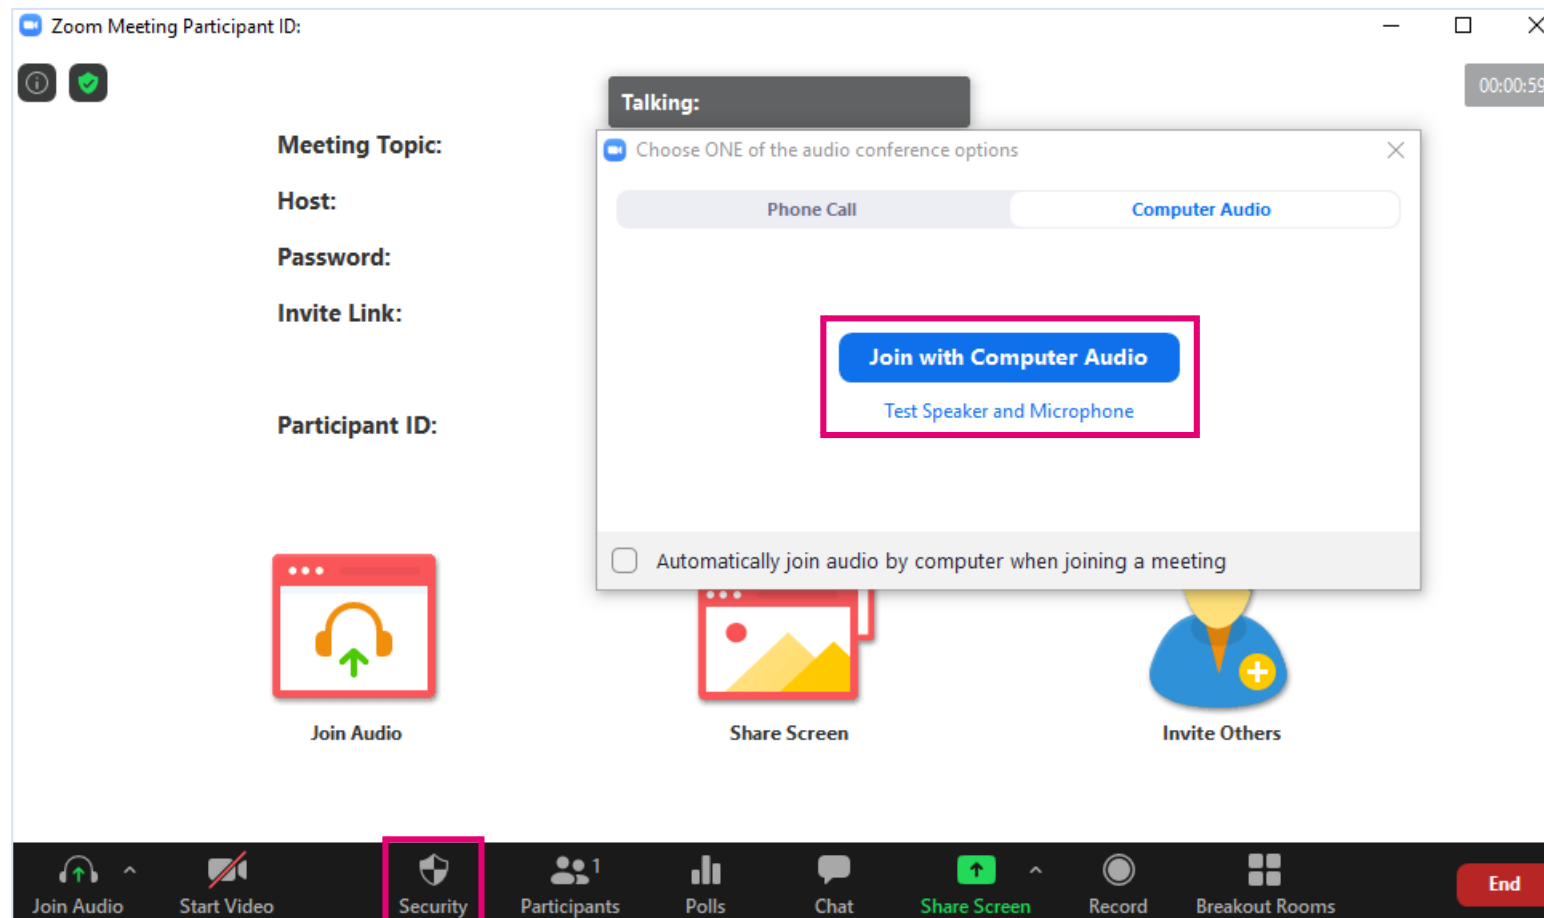 Zoom Meeting Participant ID:
00:00:59
Talking:
Meeting Topic:
Host:
Password:
Invite Link:
Participant ID:
Choose ONE of the audio conference options
Phone Call
Computer Audio
Join with Computer Audio
Test Speaker and Microphone
Automatically join audio by computer when joining a meeting
Join Audio
Share Screen
Invite Others
Join Audio
Start Video
Security
1
Participants
Polls
Chat
Share Screen
Record
Breakout Rooms
End